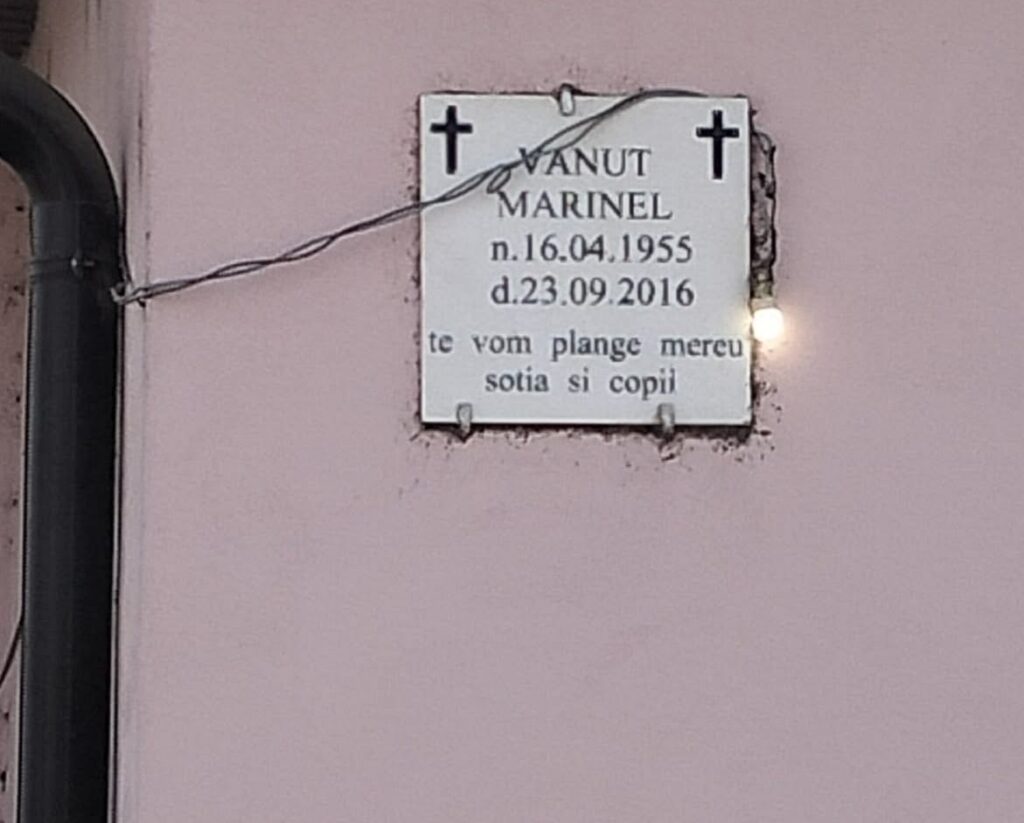 VANUT
MARINEL
n.16.04.1955
d.23.09.2016
te vom plange mereu
sotia si copii